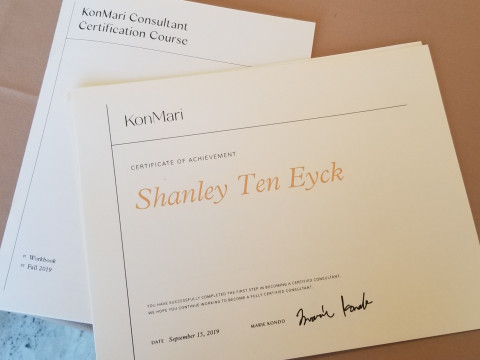 KonMari Consultant
Certification Course
Workbook
Fall 2019
KonMari
CERTIFICATE OF ACHIEVEMENT
Shanley Ten Eyck
YOU HAVE SUCCESSFULLY COMPLETED THE FIRST STEP IN BECOMING A CERTIFIED CONSULTANT.
WE HOPE YOU CONTINUE WORKING TO BECOME A FULLY CERTIFIED CONSULTANT.
DATE September 15, 2019 MARIE KONDO Marie Kondo